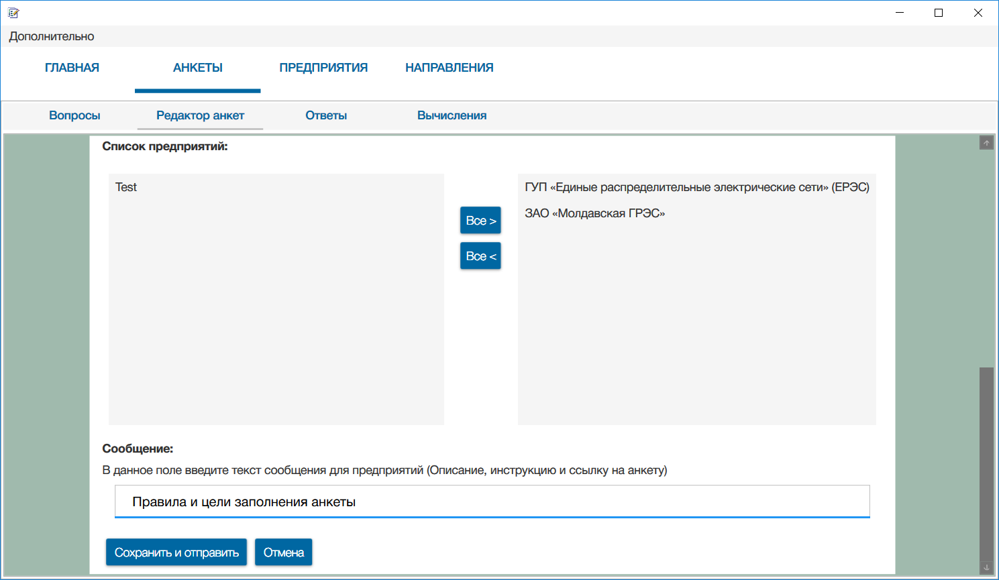 Дополнительно
ГЛАВНАЯ АНКЕТЫ ПРЕДПРИЯТИЯ НАПРАВЛЕНИЯ
Вопросы Редактор анкет Ответы Вычисления
Список предприятий:
Test
ГУП «Единые распределительные электрические сети» (ЕРЭС)
ЗАО «Молдавская ГРЭС»
Все >
Все <
Сообщение:
В данное поле введите текст сообщения для предприятий (Описание, инструкцию и ссылку на анкету)
Правила и цели заполнения анкеты
Сохранить и отправить Отмена